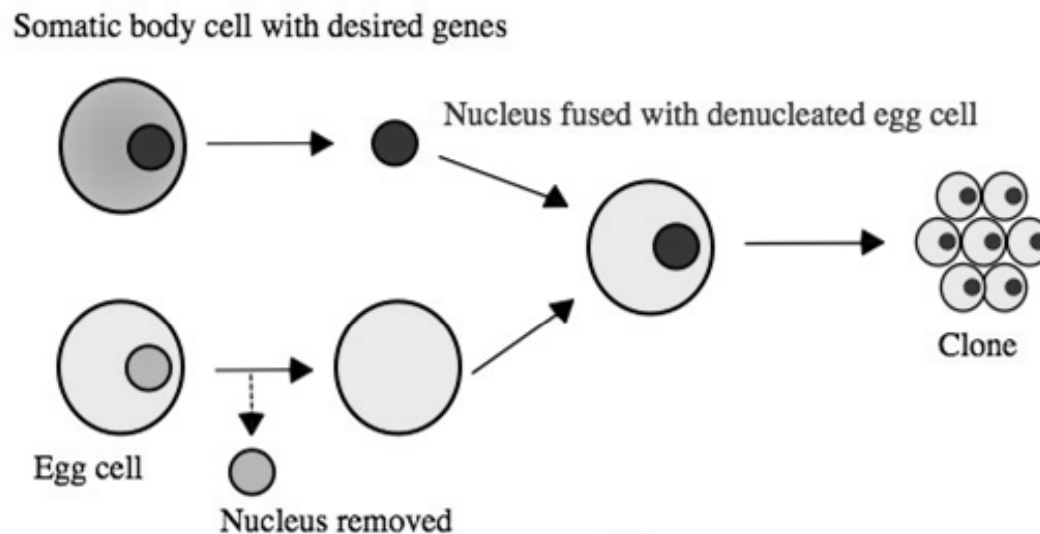 Somatic body cell with desired genes
Nucleus fused with denucleated egg cell
Clone
Egg cell
Nucleus removed